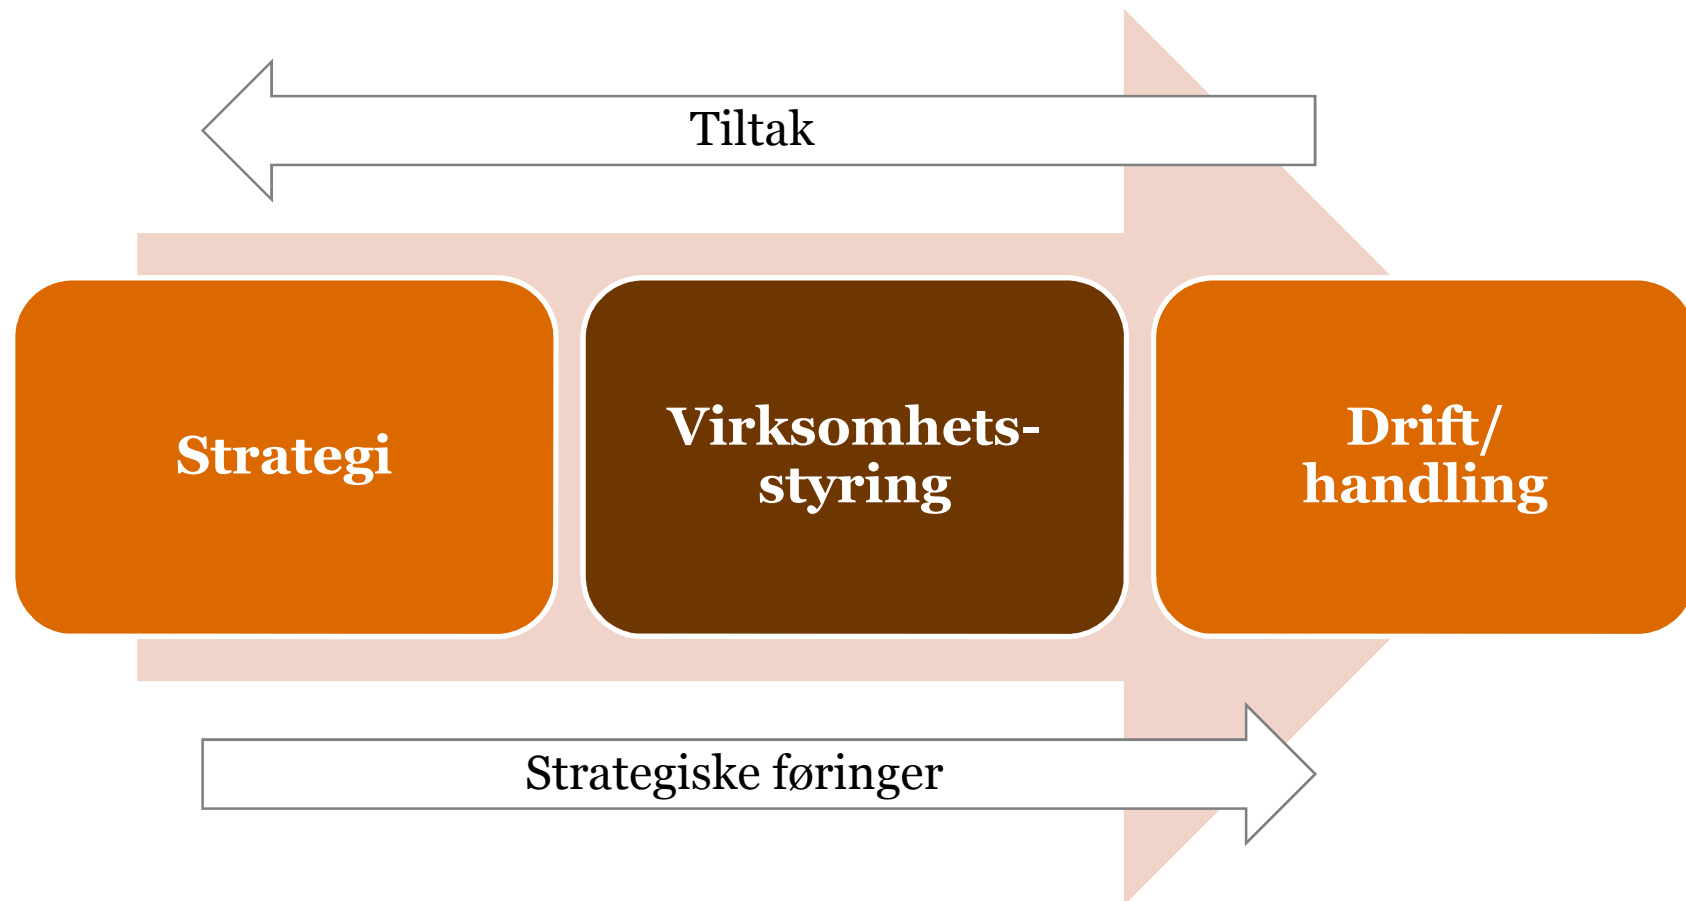 Tiltak
Strategi
Virksomhets-
styring
Drift/
handling
Strategiske føringer